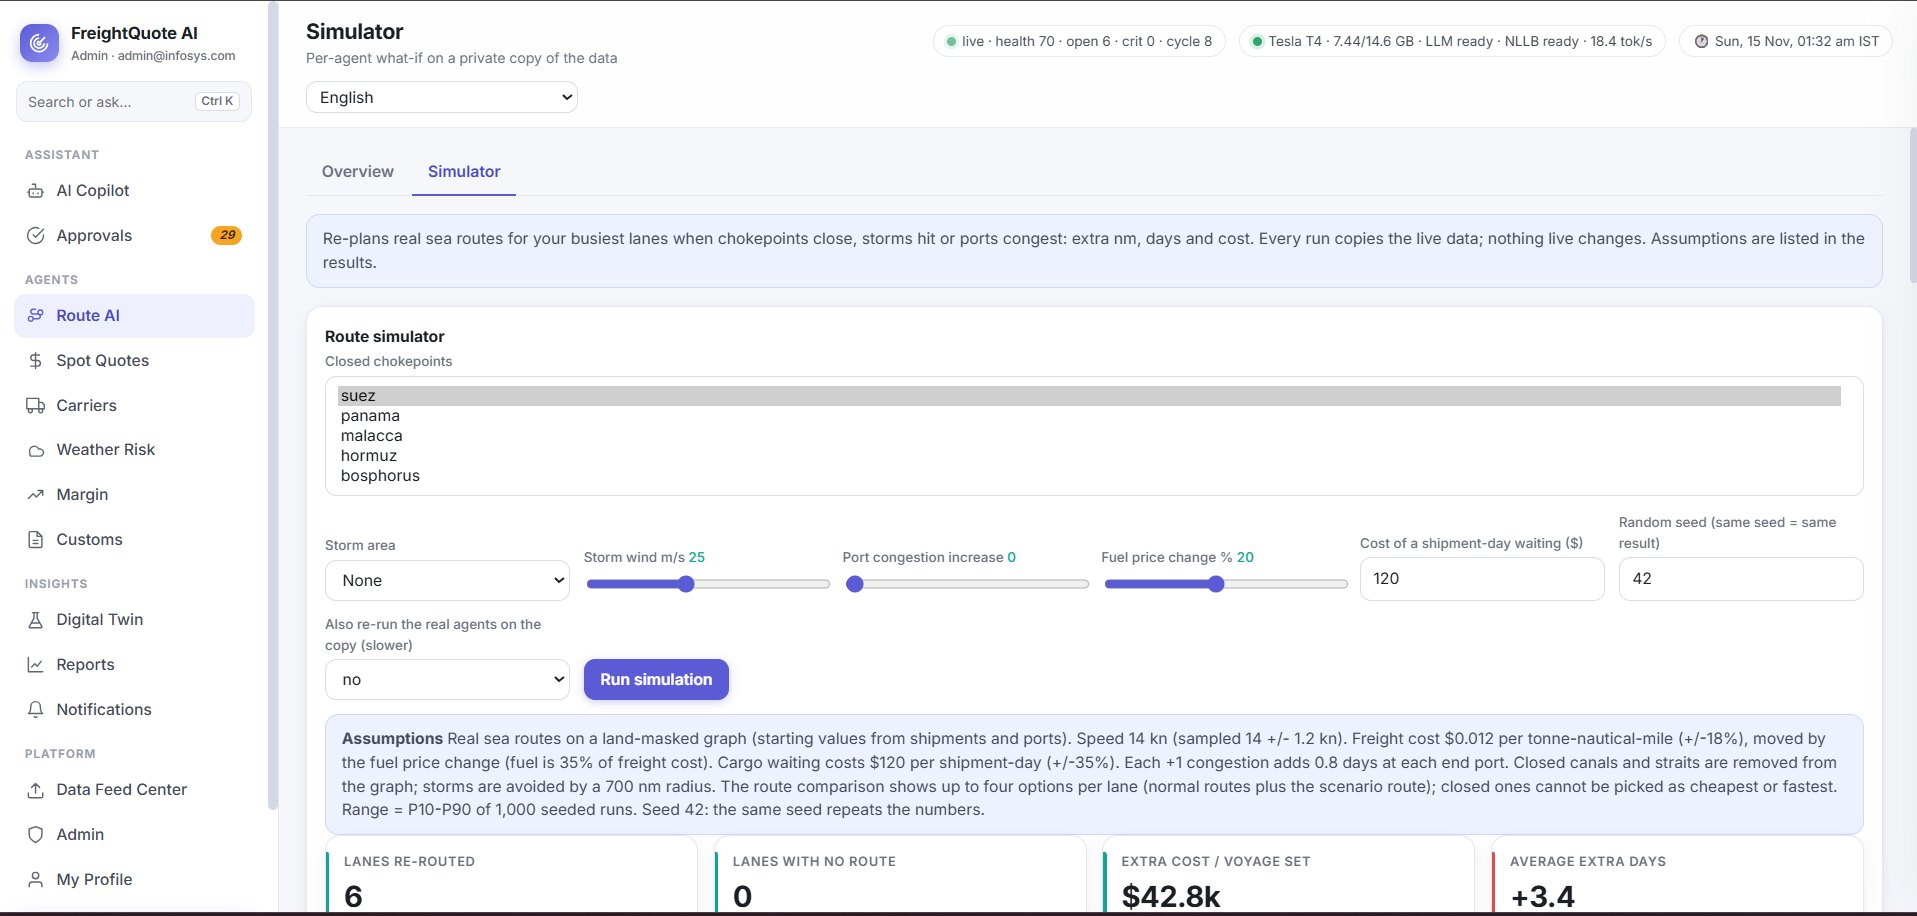 FreightQuote AI
Admin · admin@infosys.com
Search or ask...
Ctrl K
ASSISTANT
AI Copilot
Approvals
29
AGENTS
Route AI
Spot Quotes
Carriers
Weather Risk
Margin
Customs
INSIGHTS
Digital Twin
Reports
Notifications
PLATFORM
Data Feed Center
Admin
My Profile
Simulator
Per-agent what-if on a private copy of the data
English
live · health 70 · open 6 · crit 0 · cycle 8
Tesla T4 · 7.44/14.6 GB · LLM ready · NLLB ready · 18.4 tok/s
Sun, 15 Nov, 01:32 am IST
Overview
Simulator
Re-plans real sea routes for your busiest lanes when chokepoints close, storms hit or ports congest: extra nm, days and cost. Every run copies the live data; nothing live changes. Assumptions are listed in the
results.
Route simulator
Closed chokepoints
suez
panama
malacca
hormuz
bosphorus
Storm area
None
Storm wind m/s 25
Port congestion increase 0
Fuel price change % 20
Cost of a shipment-day waiting ($)
120
Random seed (same seed = same
result)
42
Also re-run the real agents on the
copy (slower)
no
Run simulation
Assumptions Real sea routes on a land-masked graph (starting values from shipments and ports). Speed 14 kn (sampled 14 +/- 1.2 kn). Freight cost $0.012 per tonne-nautical-mile (+/-18%), moved by
the fuel price change (fuel is 35% of freight cost). Cargo waiting costs $120 per shipment-day (+/-35%). Each +1 congestion adds 0.8 days at each end port. Closed canals and straits are removed from
the graph; storms are avoided by a 700 nm radius. The route comparison shows up to four options per lane (normal routes plus the scenario route); closed ones cannot be picked as cheapest or fastest.
Range = P10-P90 of 1,000 seeded runs. Seed 42: the same seed repeats the numbers.
LANES RE-ROUTED
6
LANES WITH NO ROUTE
0
EXTRA COST / VOYAGE SET
$42.8k
AVERAGE EXTRA DAYS
+3.4